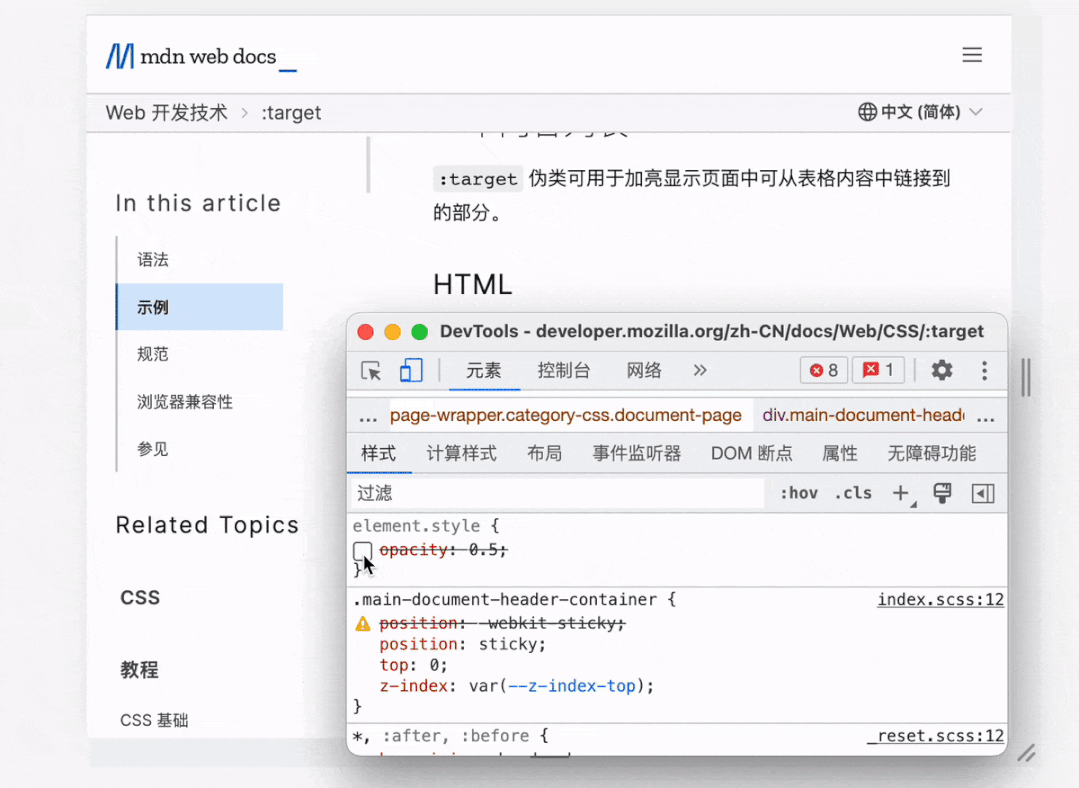 mdn web docs_
Web 开发技术 > :target
中文 (简体)
:target 伪类可用于加亮显示页面中可从表格内容中链接到
的部分。
In this article
语法
示例
规范
浏览器兼容性
参见
HTML
Related Topics
CSS
教程
CSS 基础
DevTools - developer.mozilla.org/zh-CN/docs/Web/CSS/:target
元素 控制台 网络 » 8 1
... page-wrapper.category-css.document-page div.main-document-head ...
样式 计算样式 布局 事件监听器 DOM 断点 属性 无障碍功能
过滤 :hov .cls +
element.style {
opacity: 0.5;
}
.main-document-header-container { index.scss:12
position: -webkit-sticky;
position: sticky;
top: 0;
z-index: var(--z-index-top);
}
*, :after, :before { _reset.scss:12